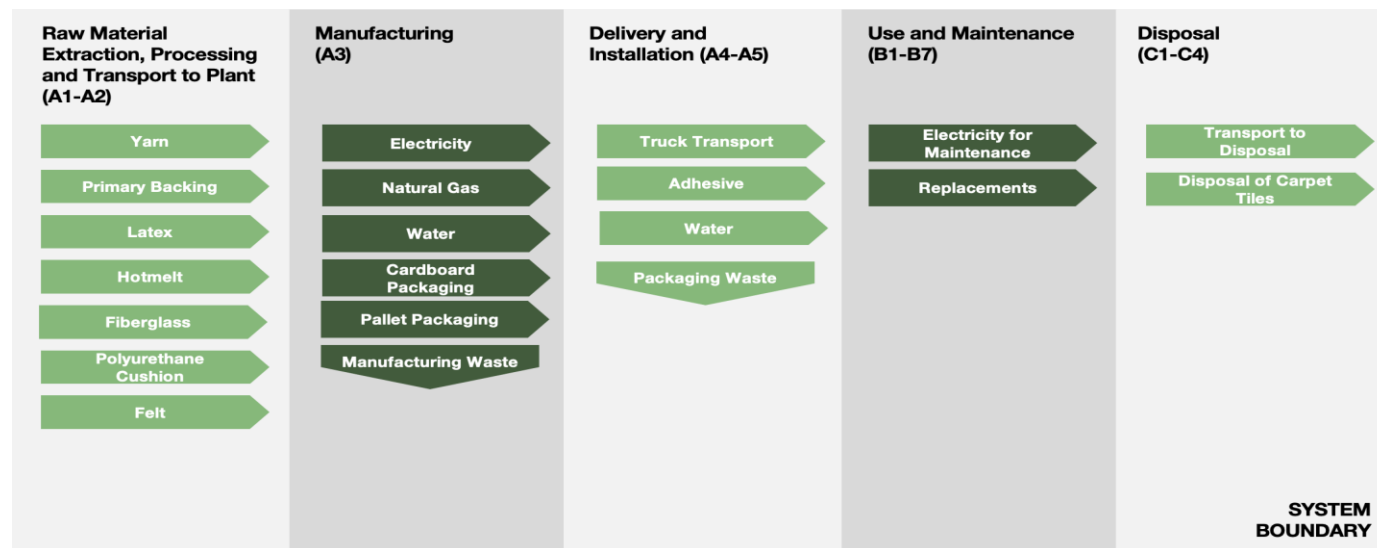 Raw Material
Extraction, Processing
and Transport to Plant
(A1-A2)
Yarn
Primary Backing
Latex
Hotmelt
Fiberglass
Polyurethane
Cushion
Felt
Manufacturing
(A3)
Electricity
Natural Gas
Water
Cardboard
Packaging
Pallet Packaging
Manufacturing Waste
Delivery and
Installation (A4-A5)
Truck Transport
Adhesive
Water
Packaging Waste
Use and Maintenance
(B1-B7)
Electricity for
Maintenance
Replacements
Disposal
(C1-C4)
Transport to
Disposal
Disposal of Carpet
Tiles
SYSTEM
BOUNDARY